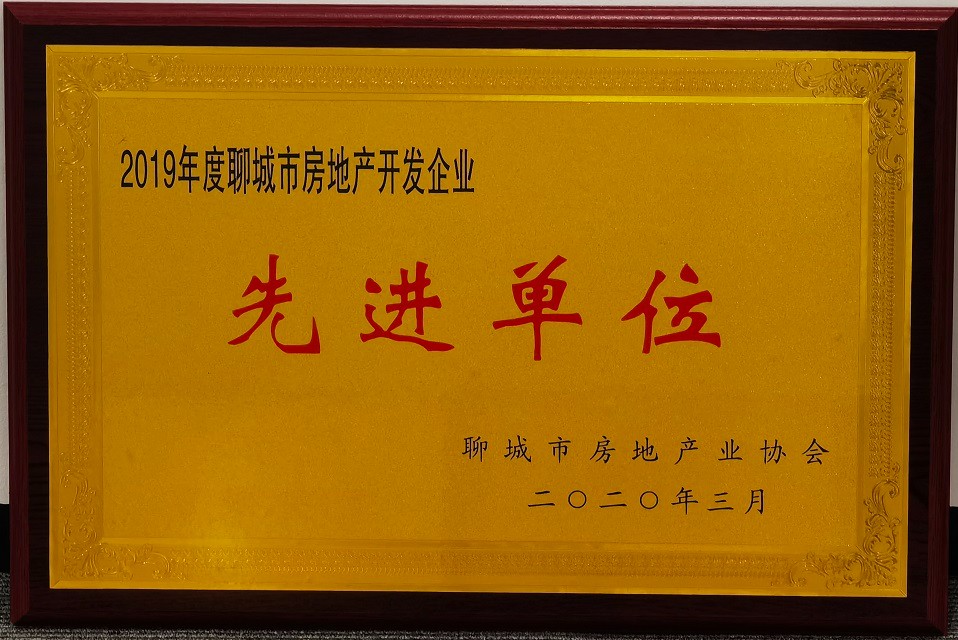 2019年度聊城市房地产开发企业
先进单位
聊城市房地产业协会
二〇二〇年三月